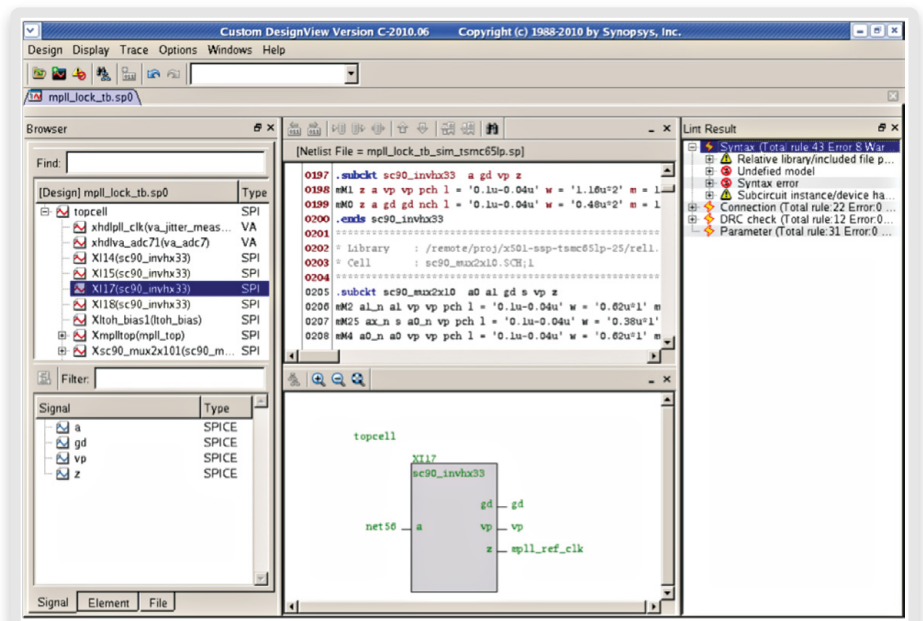 Custom DesignView Version C-2010.06 Copyright (c) 1988-2010 by Synopsys, Inc.
Design Display Trace Options Windows Help
mpll_lock_tb.sp0
Browser
Find:
[Design] mpll_lock_tb.sp0 Type
topcell SPI
xhdlpll_clk(va_jitter_meas... VA
xhdlva_adc71(va_adc7) VA
XI14(sc90_invhx33) SPI
XI15(sc90_invhx33) SPI
XI17(sc90_invhx33) SPI
XI18(sc90_invhx33) SPI
Xltoh_bias1(ltoh_bias) SPI
Xmplltop(mpll_top) SPI
Xsc90_mux2x101(sc90_m... SPI
Filter:
Signal Type
a SPICE
gd SPICE
vp SPICE
z SPICE
Signal Element File
[Netlist File = mpll_lock_tb_sim_tsmc65lp.sp]
0197 .subckt sc90_invhx33 a gd vp z
0198 mM1 z a vp vp pch l = '0.1u-0.04u' w = '1.16u*2' m = 1
0199 mM0 z a gd gd nch l = '0.1u-0.04u' w = '0.48u*2' m = 1
0200 .ends sc90_invhx33
0201 ************************************************
0202 * Library : /remote/proj/x501-ssp-tsmc65lp-25/rel1.
0203 * Cell : sc90_mux2x10.SCH;1
0204 ************************************************
0205 .subckt sc90_mux2x10 a0 a1 gd s vp z
0206 mM2 a1_n a1 vp vp pch l = '0.1u-0.04u' w = '0.62u*1' m
0207 mM25 ax_n s a0_n vp pch l = '0.1u-0.04u' w = '0.38u*1'
0208 mM4 a0_n a0 vp vp pch l = '0.1u-0.04u' w = '0.62u*1' m
topcell
XI17
sc90_invhx33
gd gd
net56 a vp vp
z mpll_ref_clk
Lint Result
Syntax (Total rule 43 Error 8 War
Relative library/included file p...
Undefied model
Syntax error
Subcircuit instance/device ha...
Connection (Total rule:22 Error:0 ...
DRC check (Total rule:12 Error:0...
Parameter (Total rule:31 Error:0 ...